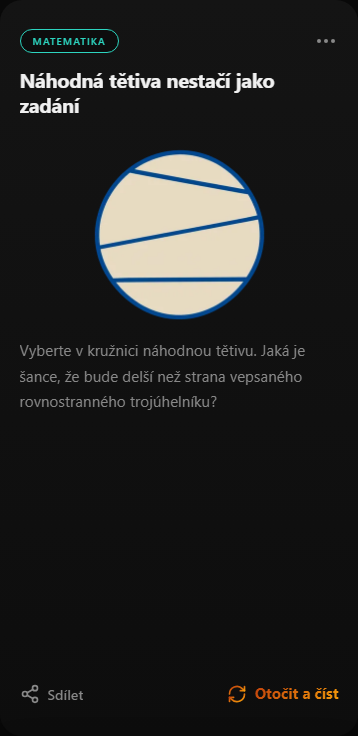 MATEMATIKA
Náhodná tětiva nestačí jako
zadání
Vyberte v kružnici náhodnou tětivu. Jaká je
šance, že bude delší než strana vepsaného
rovnostranného trojúhelníku?
Sdílet
Otočit a číst